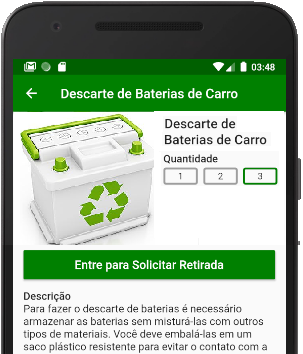 03:48
Descarte de Baterias de Carro
Descarte de
Baterias de Carro
Quantidade
1 2 3
Entre para Solicitar Retirada
Descrição
Para fazer o descarte de baterias é necessário
armazenar as baterias sem misturá-las com outros
tipos de materiais. Você deve embalá-las em um
saco plástico resistente para evitar o contato com a